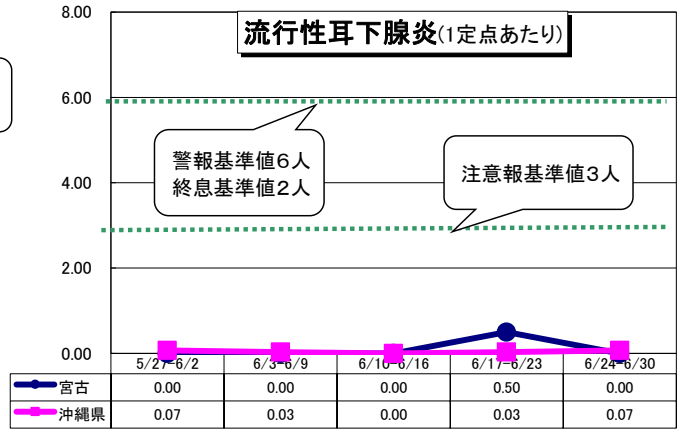 流行性耳下腺炎(1定点あたり)
8.00
6.00
警報基準値6人
終息基準値2人
注意報基準値3人
4.00
2.00
0.00
5/27-6/2 6/3-6/9 6/10-6/16 6/17-6/23 6/24-6/30
宮古 0.00 0.00 0.00 0.50 0.00
沖縄県 0.07 0.03 0.00 0.03 0.07